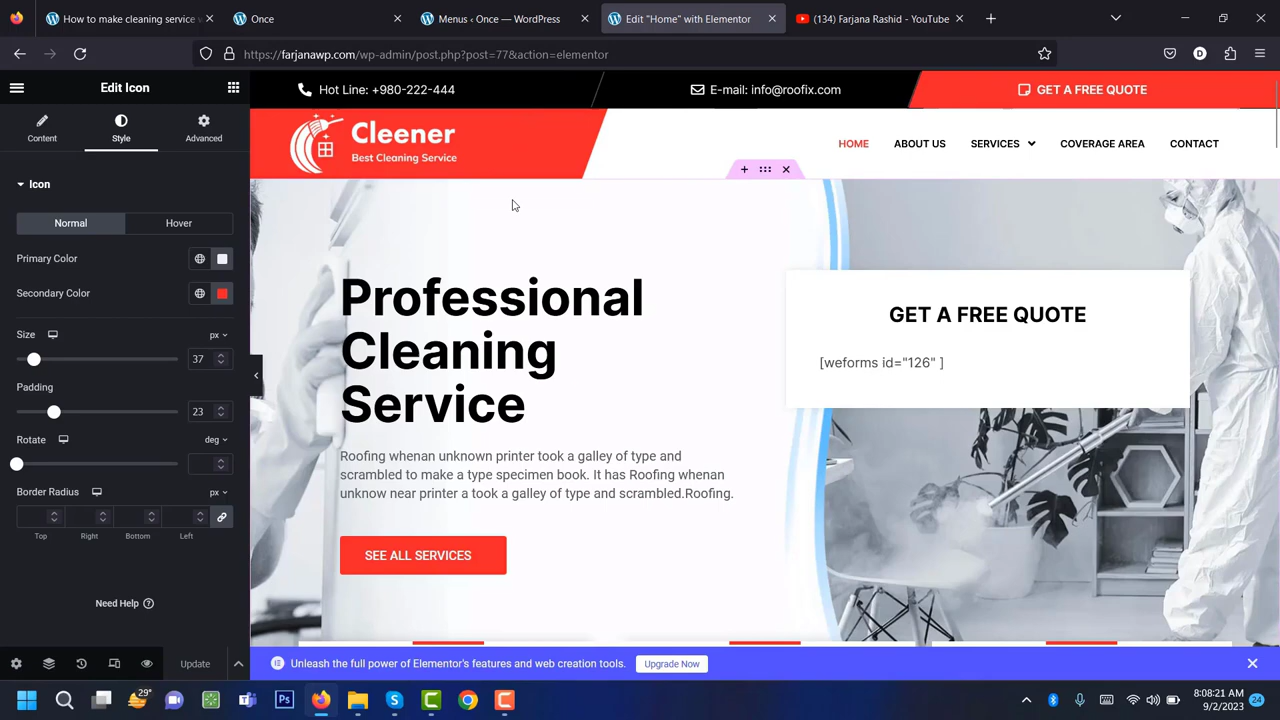 How to make cleaning service w
Once
Menus ‹ Once — WordPress
Edit "Home" with Elementor
(134) Farjana Rashid - YouTube
https://farjanawp.com/wp-admin/post.php?post=77&action=elementor
D
Edit Icon
Content
Style
Advanced
Icon
Normal
Hover
Primary Color
Secondary Color
Size
px
37
Padding
23
Rotate
deg
Border Radius
px
Top
Right
Bottom
Left
Need Help
Update
Hot Line: +980-222-444
E-mail: info@roofix.com
GET A FREE QUOTE
Cleener
Best Cleaning Service
HOME
ABOUT US
SERVICES
COVERAGE AREA
CONTACT
Professional
Cleaning
Service
Roofing whenan unknown printer took a galley of type and
scrambled to make a type specimen book. It has Roofing whenan
unknow near printer a took a galley of type and scrambled.Roofing.
SEE ALL SERVICES
GET A FREE QUOTE
[weforms id="126" ]
Unleash the full power of Elementor's features and web creation tools.
Upgrade Now
29°
Ps
8:08:21 AM
9/2/2023
24